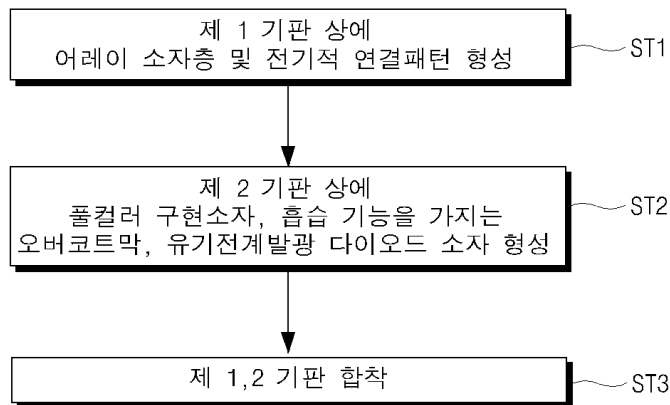 제 1 기판 상에
어레이 소자층 및 전기적 연결패턴 형성
ST1
제 2 기판 상에
풀컬러 구현소자, 흡습 기능을 가지는
오버코트막, 유기전계발광 다이오드 소자 형성
ST2
제 1,2 기판 합착
ST3